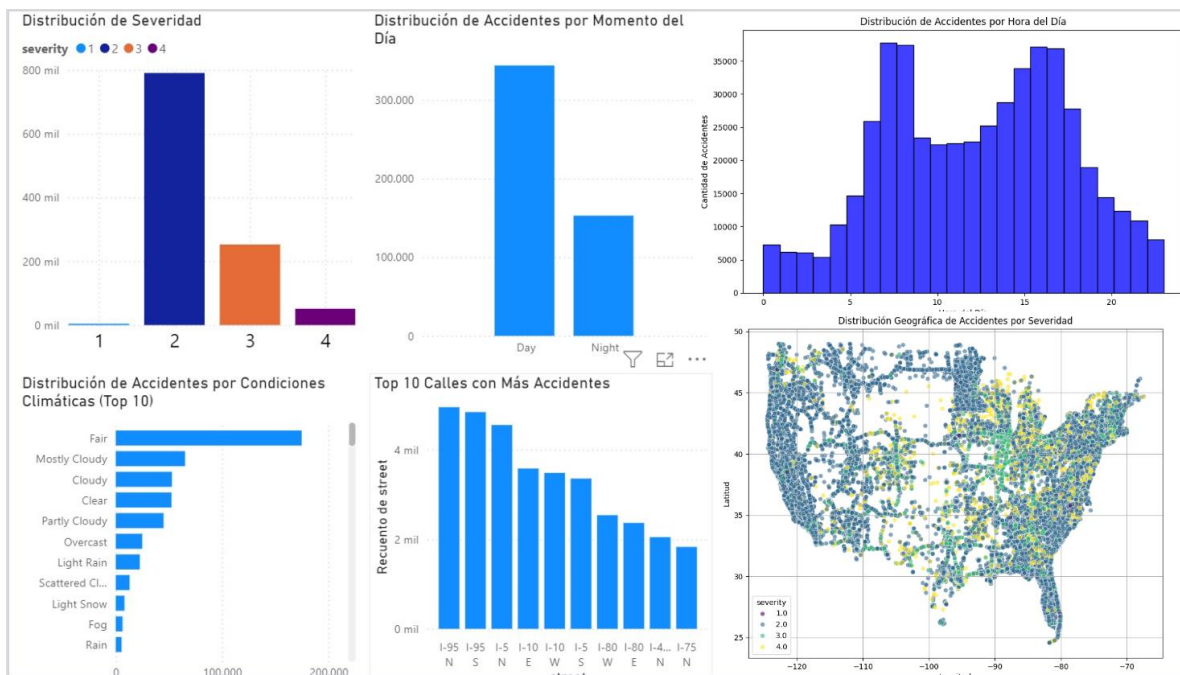 Distribución de Severidad
severity 1 2 3 4
800 mil
600 mil
400 mil
200 mil
0 mil
1 2 3 4
Distribución de Accidentes por Momento del
Día
300.000
200.000
100.000
0
Day Night
Distribución de Accidentes por Hora del Día
Cantidad de Accidentes
35000
30000
25000
20000
15000
10000
5000
0
0 5 10 15 20
Hora del Día
Distribución de Accidentes por Condiciones
Climáticas (Top 10)
Fair
Mostly Cloudy
Cloudy
Clear
Partly Cloudy
Overcast
Light Rain
Scattered Cl...
Light Snow
Fog
Rain
0 100.000 200.000
Top 10 Calles con Más Accidentes
Recuento de street
4 mil
2 mil
0 mil
I-95 I-95 I-5 I-10 I-10 I-5 I-80 I-80 I-4... I-75
N S N E W S W E N N
street
Distribución Geográfica de Accidentes por Severidad
Latitud
50
45
40
35
30
25
severity
1.0
2.0
3.0
4.0
−120 −110 −100 −90 −80 −70